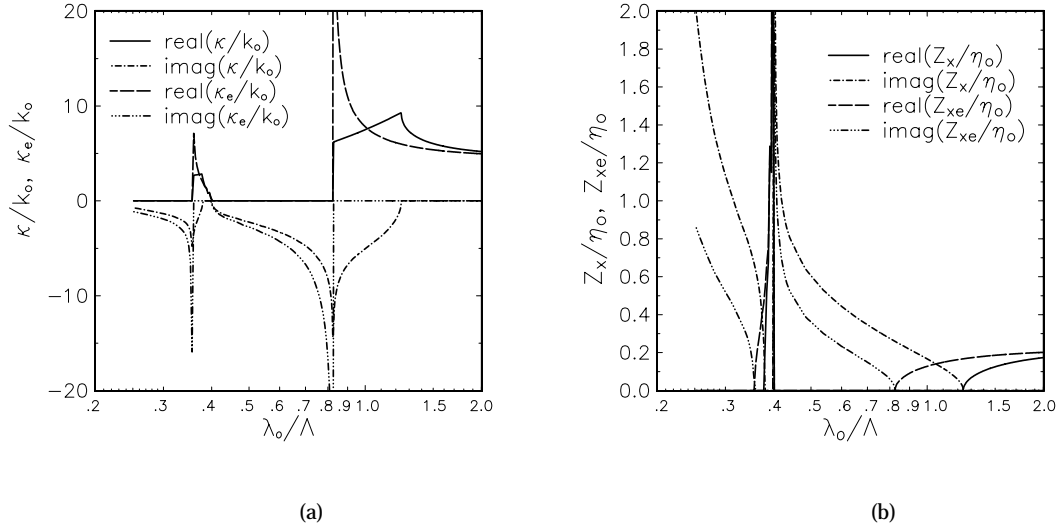 20
10
0
−10
−20
κ/kₒ, κₑ/kₒ
real(κ/kₒ)
imag(κ/kₒ)
real(κₑ/kₒ)
imag(κₑ/kₒ)
.2 .3 .4 .5 .6 .7 .8 .9 1.0 1.5 2.0
λₒ/Λ
(a)
2.0
1.8
1.6
1.4
1.2
1.0
0.8
0.6
0.4
0.2
0.0
Zₓ/ηₒ, Zₓₑ/ηₒ
real(Zₓ/ηₒ)
imag(Zₓ/ηₒ)
real(Zₓₑ/ηₒ)
imag(Zₓₑ/ηₒ)
.2 .3 .4 .5 .6 .7 .8 .9 1.0 1.5 2.0
λₒ/Λ
(b)